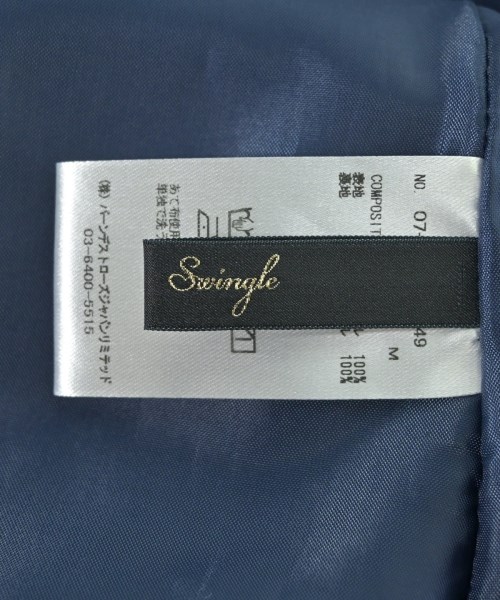 Swingle
NO. 07 49
M
COMPOSIT
表地 100%
裏地 100%
あて布使用
単独で洗
(株) バーンデストローズジャパンリミテッド
03-6400-5515